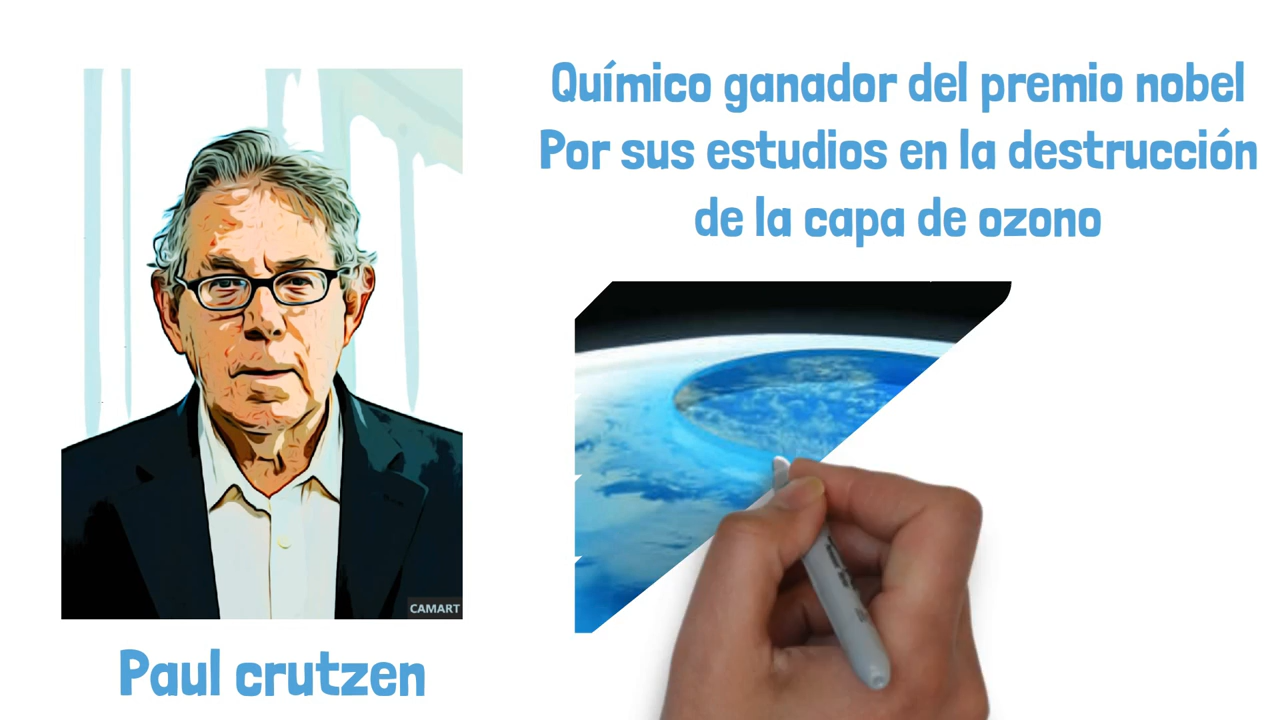 Químico ganador del premio nobel
Por sus estudios en la destrucción
de la capa de ozono
CAMART
Paul crutzen